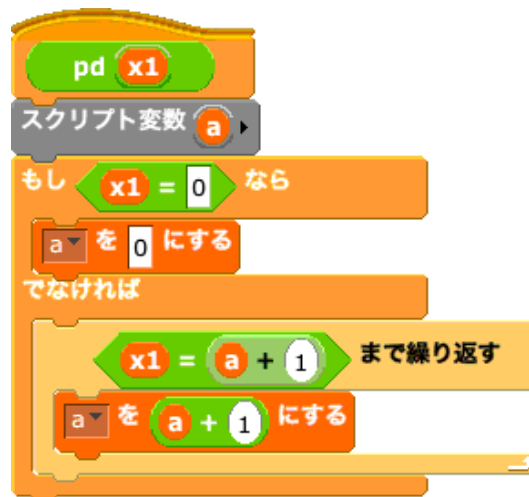 pd x1
スクリプト変数 a
もし x1 = 0 なら
a を 0 にする
でなければ
x1 = a + 1 まで繰り返す
a を a + 1 にする